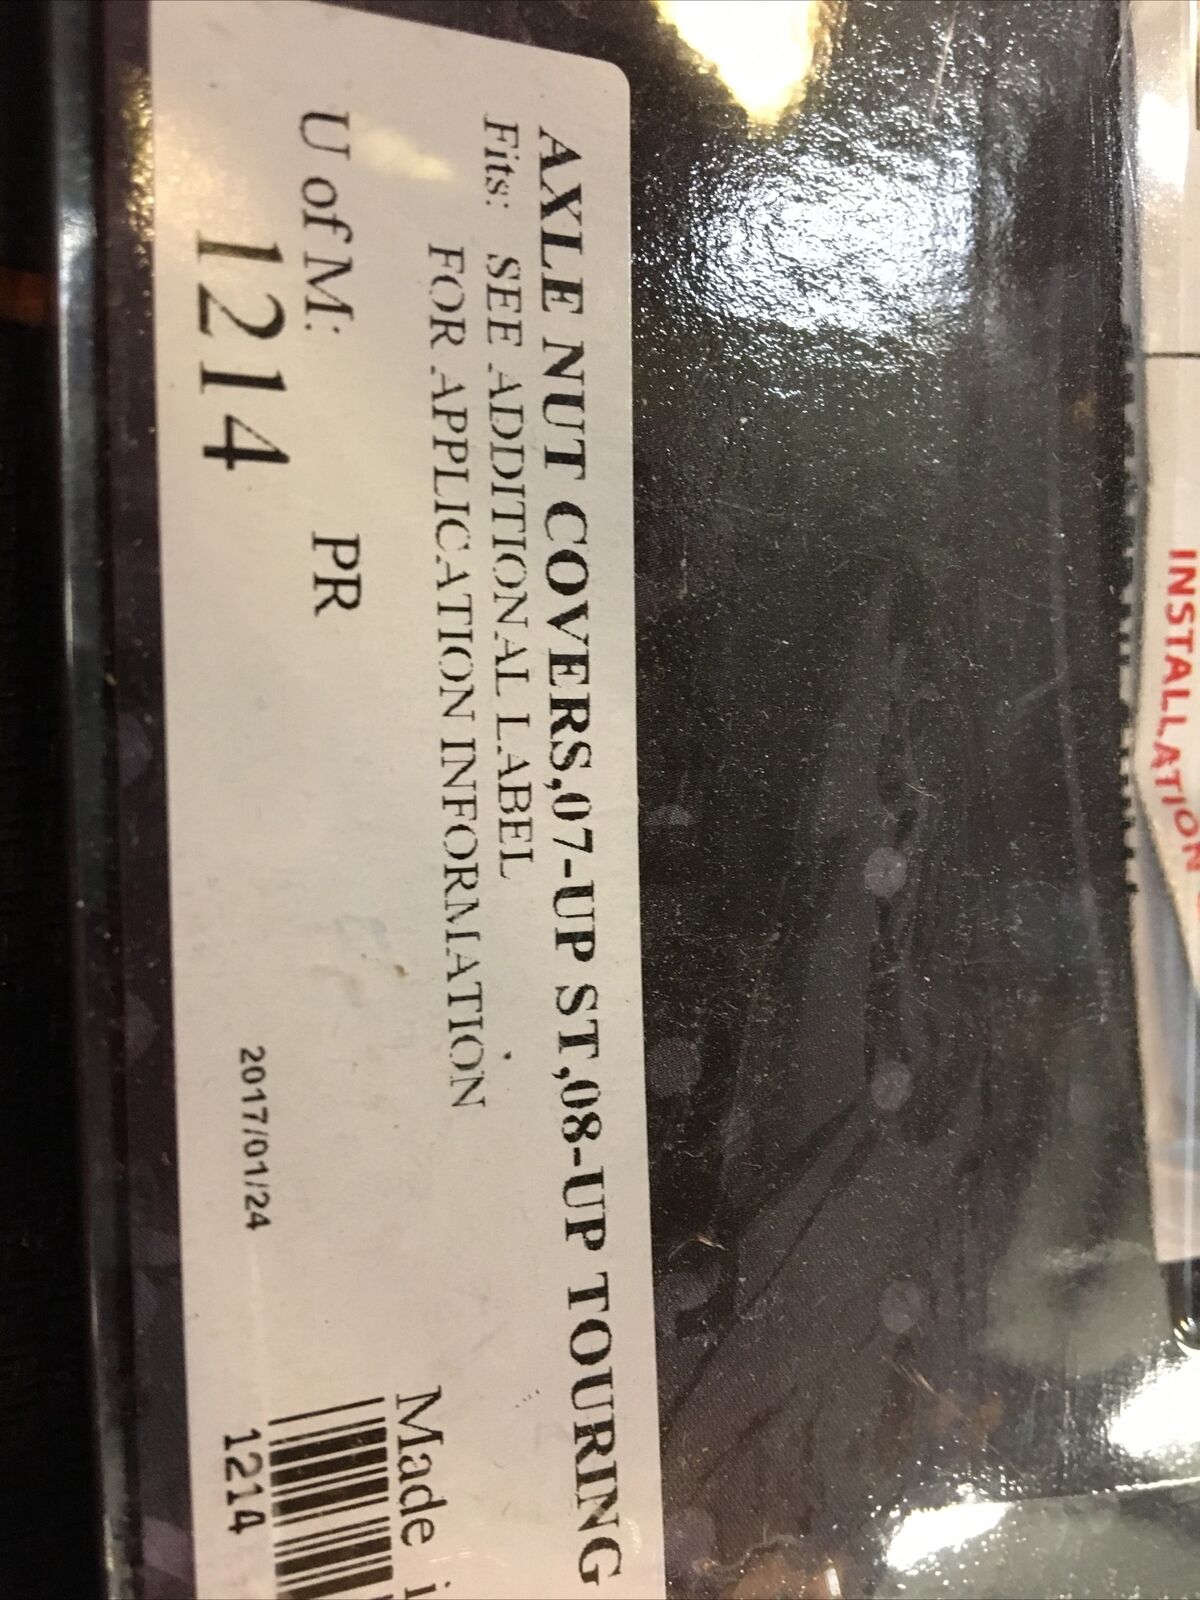 AXLE NUT COVERS,07-UP ST,08-UP TOURING
Fits: SEE ADDITIONAL LABEL
FOR APPLICATION INFORMATION
U of M: PR
1214
2017/01/24
Made i
1214
INSTALLATION